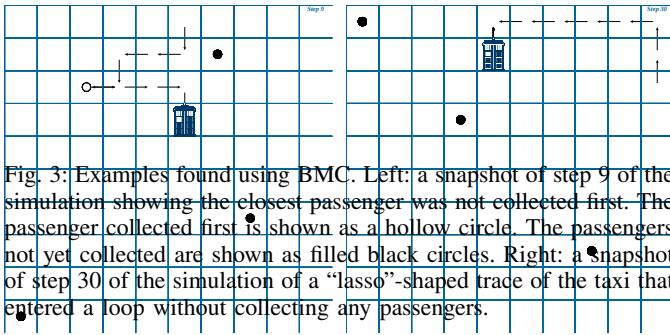 Step 9
Step 30
Fig. 3: Examples found using BMC. Left: a snapshot of step 9 of the
simulation showing the closest passenger was not collected first. The
passenger collected first is shown as a hollow circle. The passengers
not yet collected are shown as filled black circles. Right: a snapshot
of step 30 of the simulation of a “lasso”-shaped trace of the taxi that
entered a loop without collecting any passengers.